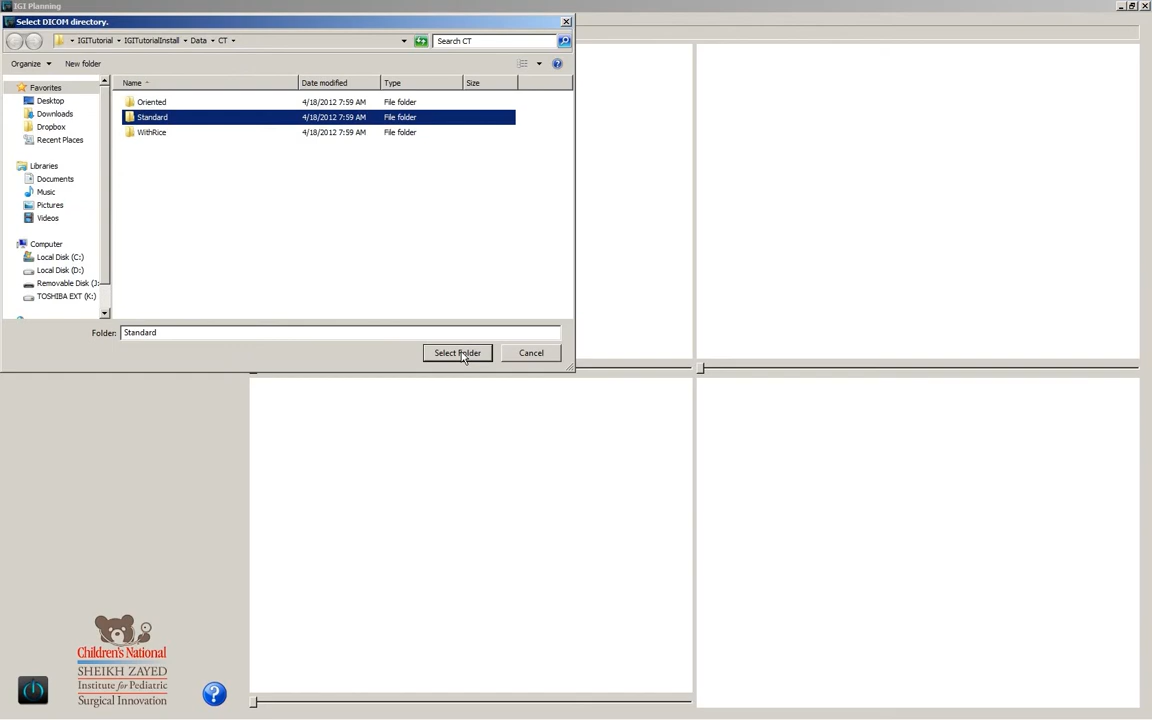 IGI Planning
Select DICOM directory.
IGITutorial IGITutorialInstall Data CT
Search CT
Organize New folder
Name Date modified Type Size
Favorites
Desktop
Downloads
Dropbox
Recent Places
Libraries
Documents
Music
Pictures
Videos
Computer
Local Disk (C:)
Local Disk (D:)
Removable Disk (J:
TOSHIBA EXT (K:)
Oriented 4/18/2012 7:59 AM File folder
Standard 4/18/2012 7:59 AM File folder
WithRice 4/18/2012 7:59 AM File folder
Folder: Standard
Select Folder Cancel
Children's National
SHEIKH ZAYED
Institute for Pediatric
Surgical Innovation